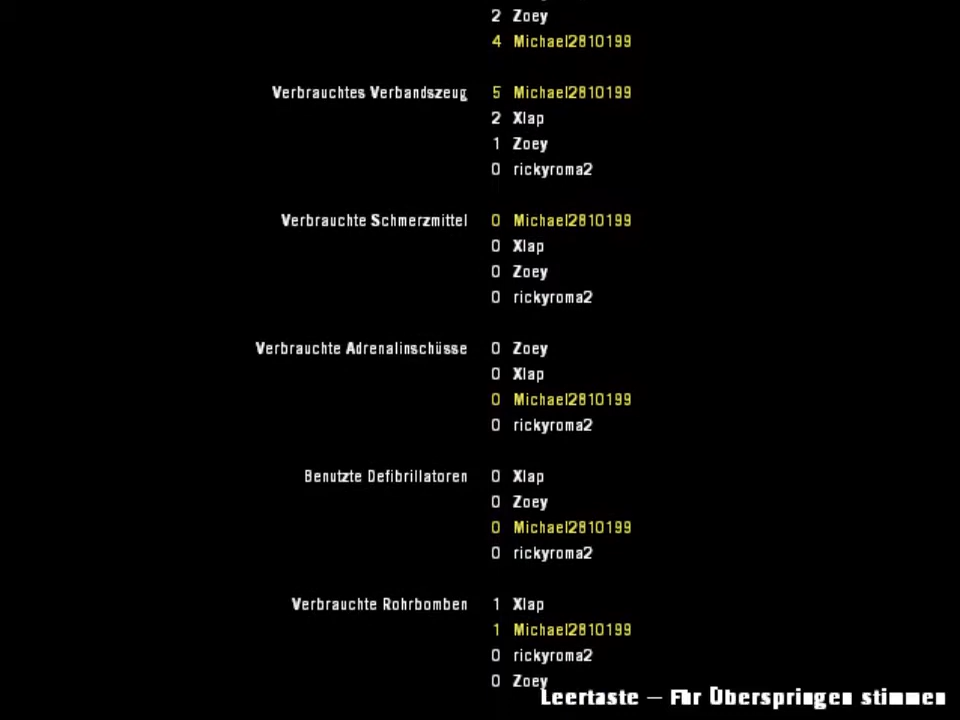 2 Zoey
4 Michael2810199
Verbrauchtes Verbandszeug 5 Michael2810199
2 Xlap
1 Zoey
0 rickyroma2
Verbrauchte Schmerzmittel 0 Michael2810199
0 Xlap
0 Zoey
0 rickyroma2
Verbrauchte Adrenalinschüsse 0 Zoey
0 Xlap
0 Michael2810199
0 rickyroma2
Benutzte Defibrillatoren 0 Xlap
0 Zoey
0 Michael2810199
0 rickyroma2
Verbrauchte Rohrbomben 1 Xlap
1 Michael2810199
0 rickyroma2
0 Zoey
Leertaste – Für Überspringen stimmen